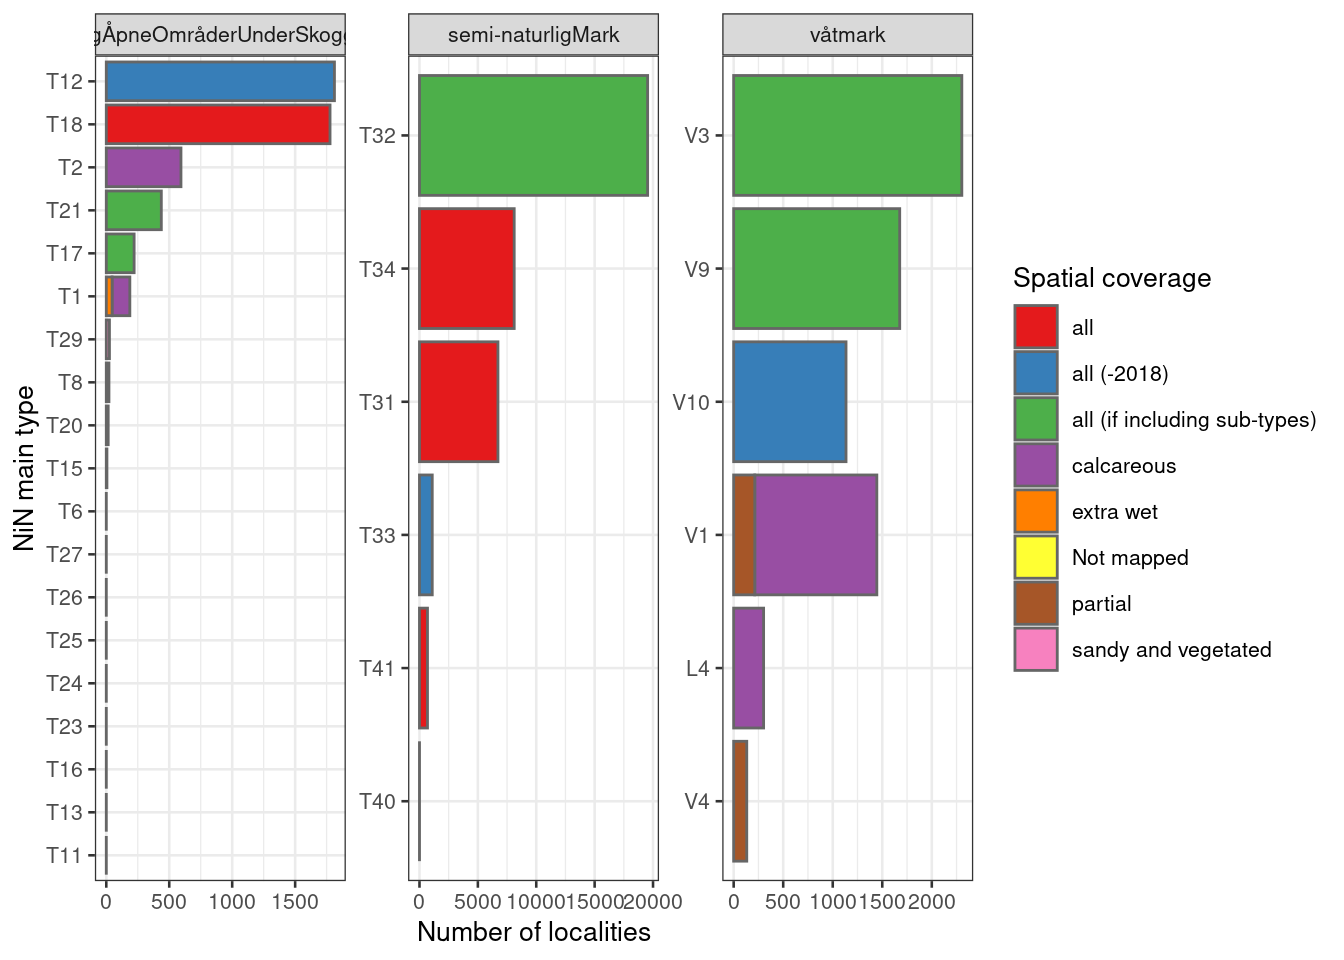 gÅpneOmråderUnderSkogg
semi-naturligMark
våtmark
T12
T18
T2
T21
T17
T1
T29
T8
T20
T15
T6
T27
T26
T25
T24
T23
T16
T13
T11
0 500 1000 1500
T32
T34
T31
T33
T41
T40
0 5000 10000 15000 20000
V3
V9
V10
V1
L4
V4
0 500 1000 1500 2000
NiN main type
Number of localities
Spatial coverage
all
all (-2018)
all (if including sub-types)
calcareous
extra wet
Not mapped
partial
sandy and vegetated